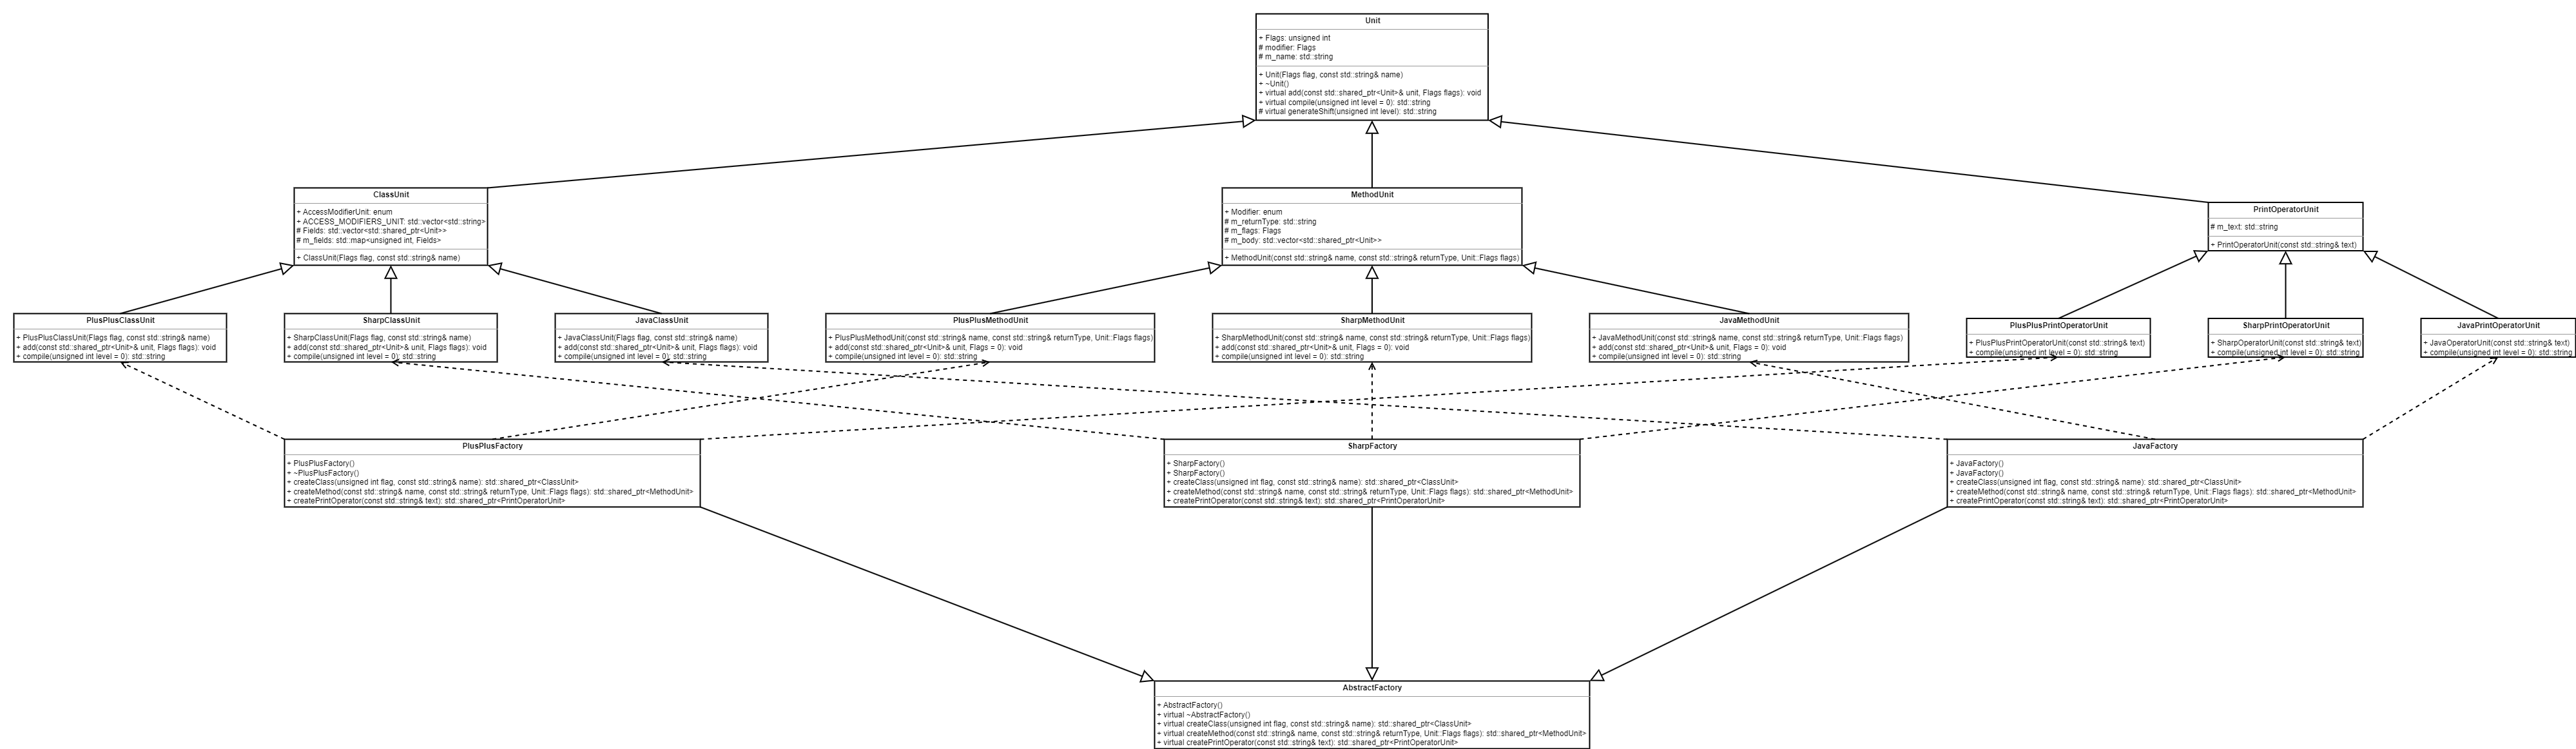 Unit
+ Flags: unsigned int
# modifier: Flags
# m_name: std::string
+ Unit(Flags flag, const std::string& name)
+ ~Unit()
+ virtual add(const std::shared_ptr<Unit>& unit, Flags flags): void
+ virtual compile(unsigned int level = 0): std::string
# virtual generateShift(unsigned int level): std::string
ClassUnit
+ AccessModifierUnit: enum
+ ACCESS_MODIFIERS_UNIT: std::vector<std::string>
# Fields: std::vector<std::shared_ptr<Unit>>
# m_fields: std::map<unsigned int, Fields>
+ ClassUnit(Flags flag, const std::string& name)
MethodUnit
+ Modifier: enum
# m_returnType: std::string
# m_flags: Flags
# m_body: std::vector<std::shared_ptr<Unit>>
+ MethodUnit(const std::string& name, const std::string& returnType, Unit::Flags flags)
PrintOperatorUnit
# m_text: std::string
+ PrintOperatorUnit(const std::string& text)
PlusPlusClassUnit
+ PlusPlusClassUnit(Flags flag, const std::string& name)
+ add(const std::shared_ptr<Unit>& unit, Flags flags): void
+ compile(unsigned int level = 0): std::string
SharpClassUnit
+ SharpClassUnit(Flags flag, const std::string& name)
+ add(const std::shared_ptr<Unit>& unit, Flags flags): void
+ compile(unsigned int level = 0): std::string
JavaClassUnit
+ JavaClassUnit(Flags flag, const std::string& name)
+ add(const std::shared_ptr<Unit>& unit, Flags flags): void
+ compile(unsigned int level = 0): std::string
PlusPlusMethodUnit
+ PlusPlusMethodUnit(const std::string& name, const std::string& returnType, Unit::Flags flags)
+ add(const std::shared_ptr<Unit>& unit, Flags = 0): void
+ compile(unsigned int level = 0): std::string
SharpMethodUnit
+ SharpMethodUnit(const std::string& name, const std::string& returnType, Unit::Flags flags)
+ add(const std::shared_ptr<Unit>& unit, Flags = 0): void
+ compile(unsigned int level = 0): std::string
JavaMethodUnit
+ JavaMethodUnit(const std::string& name, const std::string& returnType, Unit::Flags flags)
+ add(const std::shared_ptr<Unit>& unit, Flags = 0): void
+ compile(unsigned int level = 0): std::string
PlusPlusPrintOperatorUnit
+ PlusPlusPrintOperatorUnit(const std::string& text)
+ compile(unsigned int level = 0): std::string
SharpPrintOperatorUnit
+ SharpOperatorUnit(const std::string& text)
+ compile(unsigned int level = 0): std::string
JavaPrintOperatorUnit
+ JavaOperatorUnit(const std::string& text)
+ compile(unsigned int level = 0): std::string
PlusPlusFactory
+ PlusPlusFactory()
+ ~PlusPlusFactory()
+ createClass(unsigned int flag, const std::string& name): std::shared_ptr<ClassUnit>
+ createMethod(const std::string& name, const std::string& returnType, Unit::Flags flags): std::shared_ptr<MethodUnit>
+ createPrintOperator(const std::string& text): std::shared_ptr<PrintOperatorUnit>
SharpFactory
+ SharpFactory()
+ SharpFactory()
+ createClass(unsigned int flag, const std::string& name): std::shared_ptr<ClassUnit>
+ createMethod(const std::string& name, const std::string& returnType, Unit::Flags flags): std::shared_ptr<MethodUnit>
+ createPrintOperator(const std::string& text): std::shared_ptr<PrintOperatorUnit>
JavaFactory
+ JavaFactory()
+ JavaFactory()
+ createClass(unsigned int flag, const std::string& name): std::shared_ptr<ClassUnit>
+ createMethod(const std::string& name, const std::string& returnType, Unit::Flags flags): std::shared_ptr<MethodUnit>
+ createPrintOperator(const std::string& text): std::shared_ptr<PrintOperatorUnit>
AbstractFactory
+ AbstractFactory()
+ virtual ~AbstractFactory()
+ virtual createClass(unsigned int flag, const std::string& name): std::shared_ptr<ClassUnit>
+ virtual createMethod(const std::string& name, const std::string& returnType, Unit::Flags flags): std::shared_ptr<MethodUnit>
+ virtual createPrintOperator(const std::string& text): std::shared_ptr<PrintOperatorUnit>